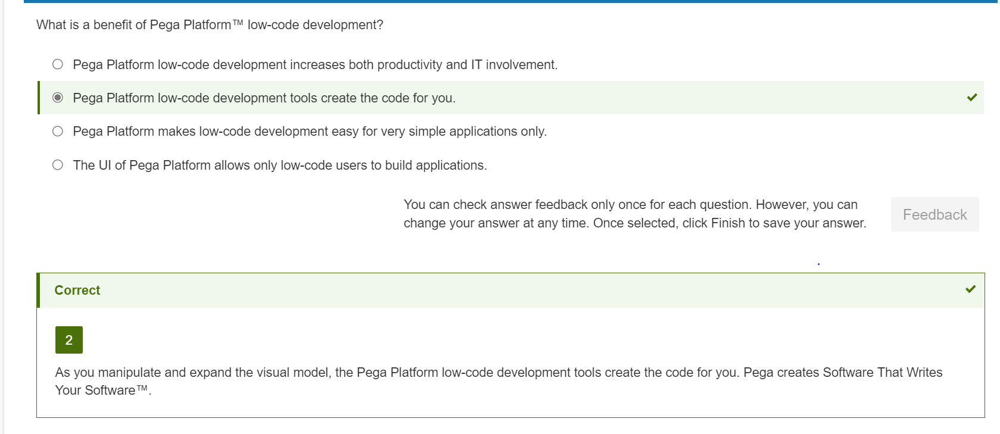 What is a benefit of Pega Platform™ low-code development?
Pega Platform low-code development increases both productivity and IT involvement.
Pega Platform low-code development tools create the code for you.
Pega Platform makes low-code development easy for very simple applications only.
The UI of Pega Platform allows only low-code users to build applications.
You can check answer feedback only once for each question. However, you can
change your answer at any time. Once selected, click Finish to save your answer.
Feedback
Correct
2
As you manipulate and expand the visual model, the Pega Platform low-code development tools create the code for you. Pega creates Software That Writes
Your Software™.